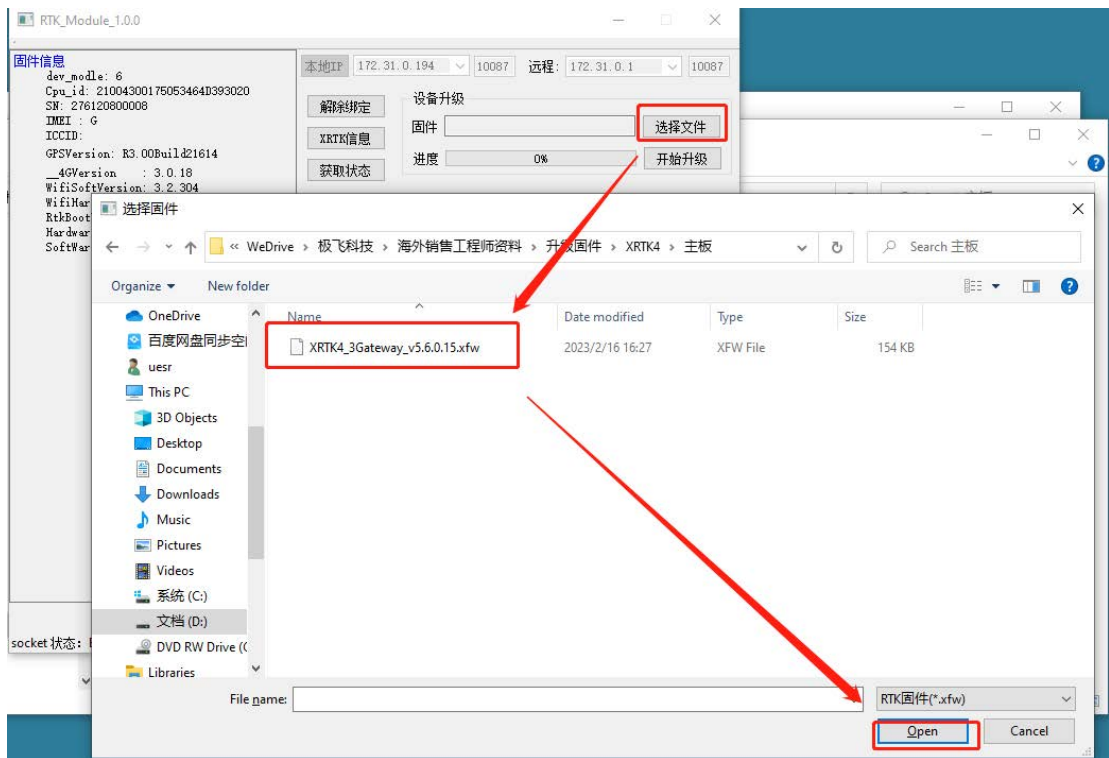 RTK_Module_1.0.0
固件信息
dev_modle: 6
Cpu_id: 21004300175053464D393020
SN: 276120800008
IMEI : G
ICCID:
GPSVersion: R3.00Build21614
__4GVersion : 3.0.18
WifiSoftVersion: 3.2.304
WifiHar
RtkBoot
Hardwar
SoftWar
本地IP 172.31.0.194 10087 远程: 172.31.0.1 10087
解除绑定
XRTK信息
获取状态
设备升级
固件 选择文件
进度 0% 开始升级
选择固件
« WeDrive › 极飞科技 › 海外销售工程师资料 › 升级固件 › XRTK4 › 主板
Search 主板
Organize New folder
Name Date modified Type Size
XRTK4_3Gateway_v5.6.0.15.xfw 2023/2/16 16:27 XFW File 154 KB
OneDrive
百度网盘同步空
uesr
This PC
3D Objects
Desktop
Documents
Downloads
Music
Pictures
Videos
系统 (C:)
文档 (D:)
DVD RW Drive (
Libraries
socket 状态:
File name:
RTK固件(*.xfw)
Open Cancel